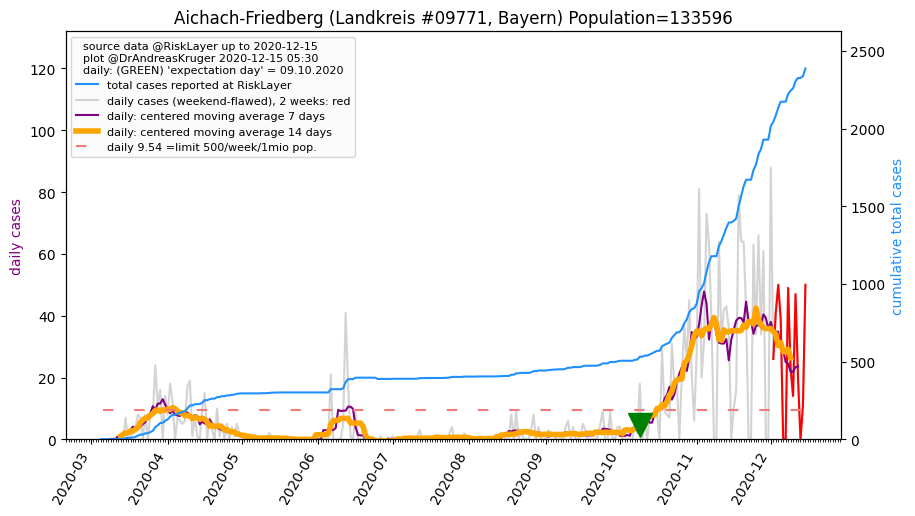 Aichach-Friedberg (Landkreis #09771, Bayern) Population=133596
source data @RiskLayer up to 2020-12-15
plot @DrAndreasKruger 2020-12-15 05:30
daily: (GREEN) 'expectation day' = 09.10.2020
total cases reported at RiskLayer
daily cases (weekend-flawed), 2 weeks: red
daily: centered moving average 7 days
daily: centered moving average 14 days
daily 9.54 =limit 500/week/1mio pop.
daily cases
120
100
80
60
40
20
0
2500
2000
1500
1000
500
0
cumulative total cases
2020-03
2020-04
2020-05
2020-06
2020-07
2020-08
2020-09
2020-10
2020-11
2020-12